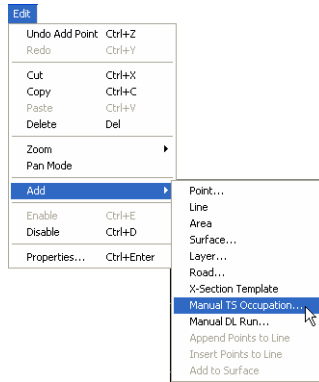 Edit
Undo Add Point Ctrl+Z
Redo Ctrl+Y
Cut Ctrl+X
Copy Ctrl+C
Paste Ctrl+V
Delete Del
Zoom
Pan Mode
Add
Enable Ctrl+E
Disable Ctrl+D
Properties... Ctrl+Enter
Point...
Line
Area
Surface...
Layer...
Road...
X-Section Template
Manual TS Occupation...
Manual DL Run...
Append Points to Line
Insert Points to Line
Add to Surface